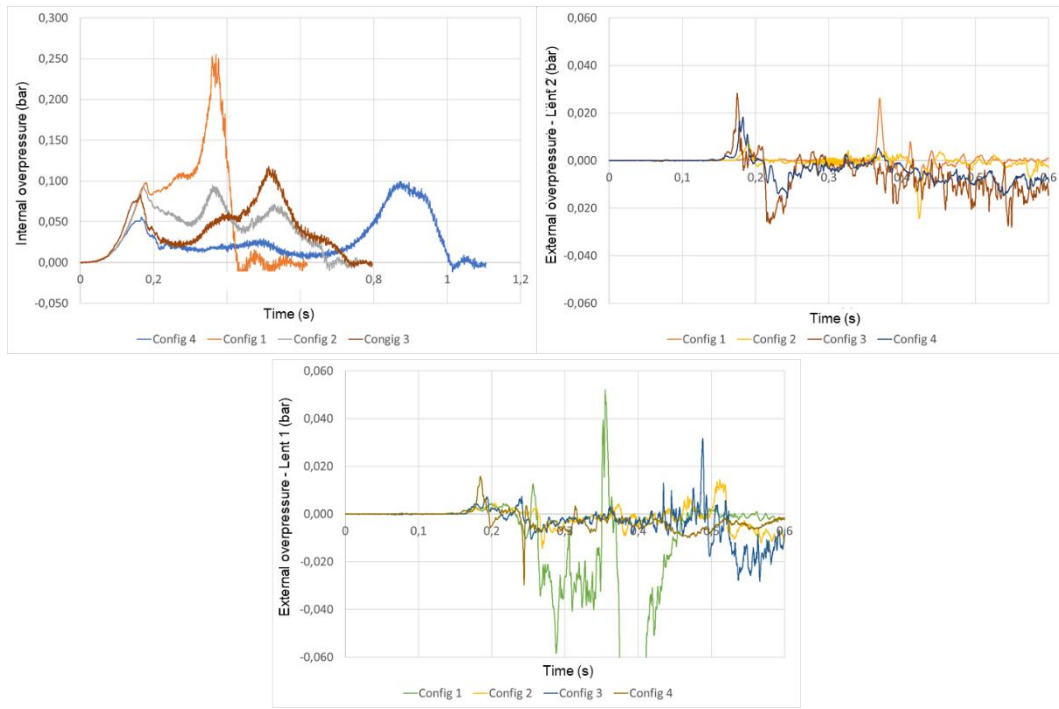 Internal overpressure (bar)
0,300
0,250
0,200
0,150
0,100
0,050
0,000
-0,050
0 0,2 0,6 0,8 1 1,2
Time (s)
Config 4 Config 1 Config 2 Congig 3
External overpressure - Lent 2 (bar)
0,060
0,040
0,020
0,000
0,020
0,040
-0,060
0 0,1 0,2 0,3 0,4 0,5 0,6
Time (s)
Config 1 Config 2 Config 3 Config 4
External overpressure - Lent 1 (bar)
0,060
0,040
0,020
0,000
-0,020
-0,040
-0,060
0 0,1 0,2 0,3 0,4 0,5 0,6
Time (s)
Config 1 Config 2 Config 3 Config 4